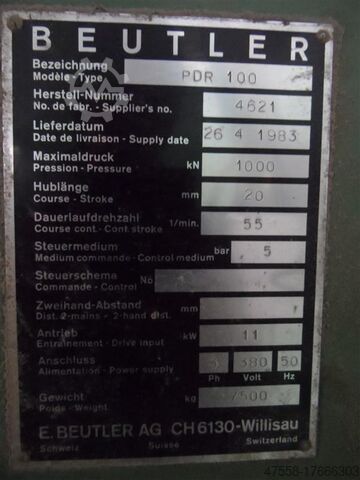 BEUTLER
Bezeichnung
Modèle - Type PDR 100
Herstell-Nummer
No. de fabr. - Supplier's no. 4621
Lieferdatum
Date de livraison - Supply date 26 4 1983
Maximaldruck
Pression - Pressure kN 1000
Hublänge
Course - Stroke mm 20
Dauerlaufdrehzahl
Course cont. Cont. stroke 1/min. 55
Steuermedium
Medium commande - Control medium bar 5
Steuerschema
Commande - Control No
Zweihand-Abstand
Dist. 2-mains - 2-hand dist. mm
Antrieb
Entrainement - Drive input kW 11
Anschluss
Alimentation - Power supply 3 380 50
Ph Volt Hz
Gewicht
Poids - Weight kg 7500
E. BEUTLER AG CH 6130-Willisau
Schweiz Suisse Switzerland
47558-17666303